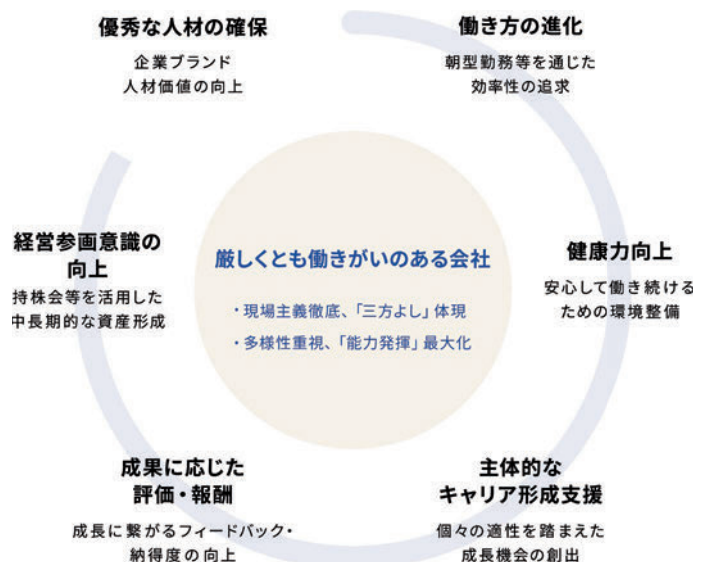 優秀な人材の確保
企業ブランド
人材価値の向上
働き方の進化
朝型勤務等を通じた
効率性の追求
経営参画意識の
向上
持株会等を活用した
中長期的な資産形成
厳しくとも働きがいのある会社
・現場主義徹底、「三方よし」体現
・多様性重視、「能力発揮」最大化
健康力向上
安心して働き続ける
ための環境整備
成果に応じた
評価・報酬
成長に繋がるフィードバック・
納得度の向上
主体的な
キャリア形成支援
個々の適性を踏まえた
成長機会の創出